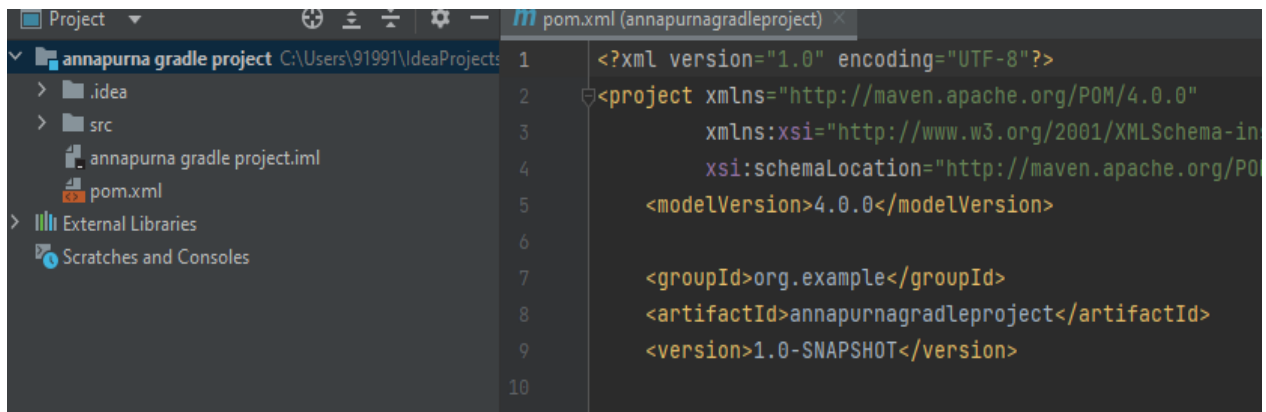 Project
annapurna gradle project C:\Users\91991\IdeaProjects
.idea
src
annapurna gradle project.iml
pom.xml
External Libraries
Scratches and Consoles
m pom.xml (annapurnagradleproject)
1 <?xml version="1.0" encoding="UTF-8"?>
2 <project xmlns="http://maven.apache.org/POM/4.0.0"
3 xmlns:xsi="http://www.w3.org/2001/XMLSchema-ins
4 xsi:schemaLocation="http://maven.apache.org/POM
5 <modelVersion>4.0.0</modelVersion>
6
7 <groupId>org.example</groupId>
8 <artifactId>annapurnagradleproject</artifactId>
9 <version>1.0-SNAPSHOT</version>
10